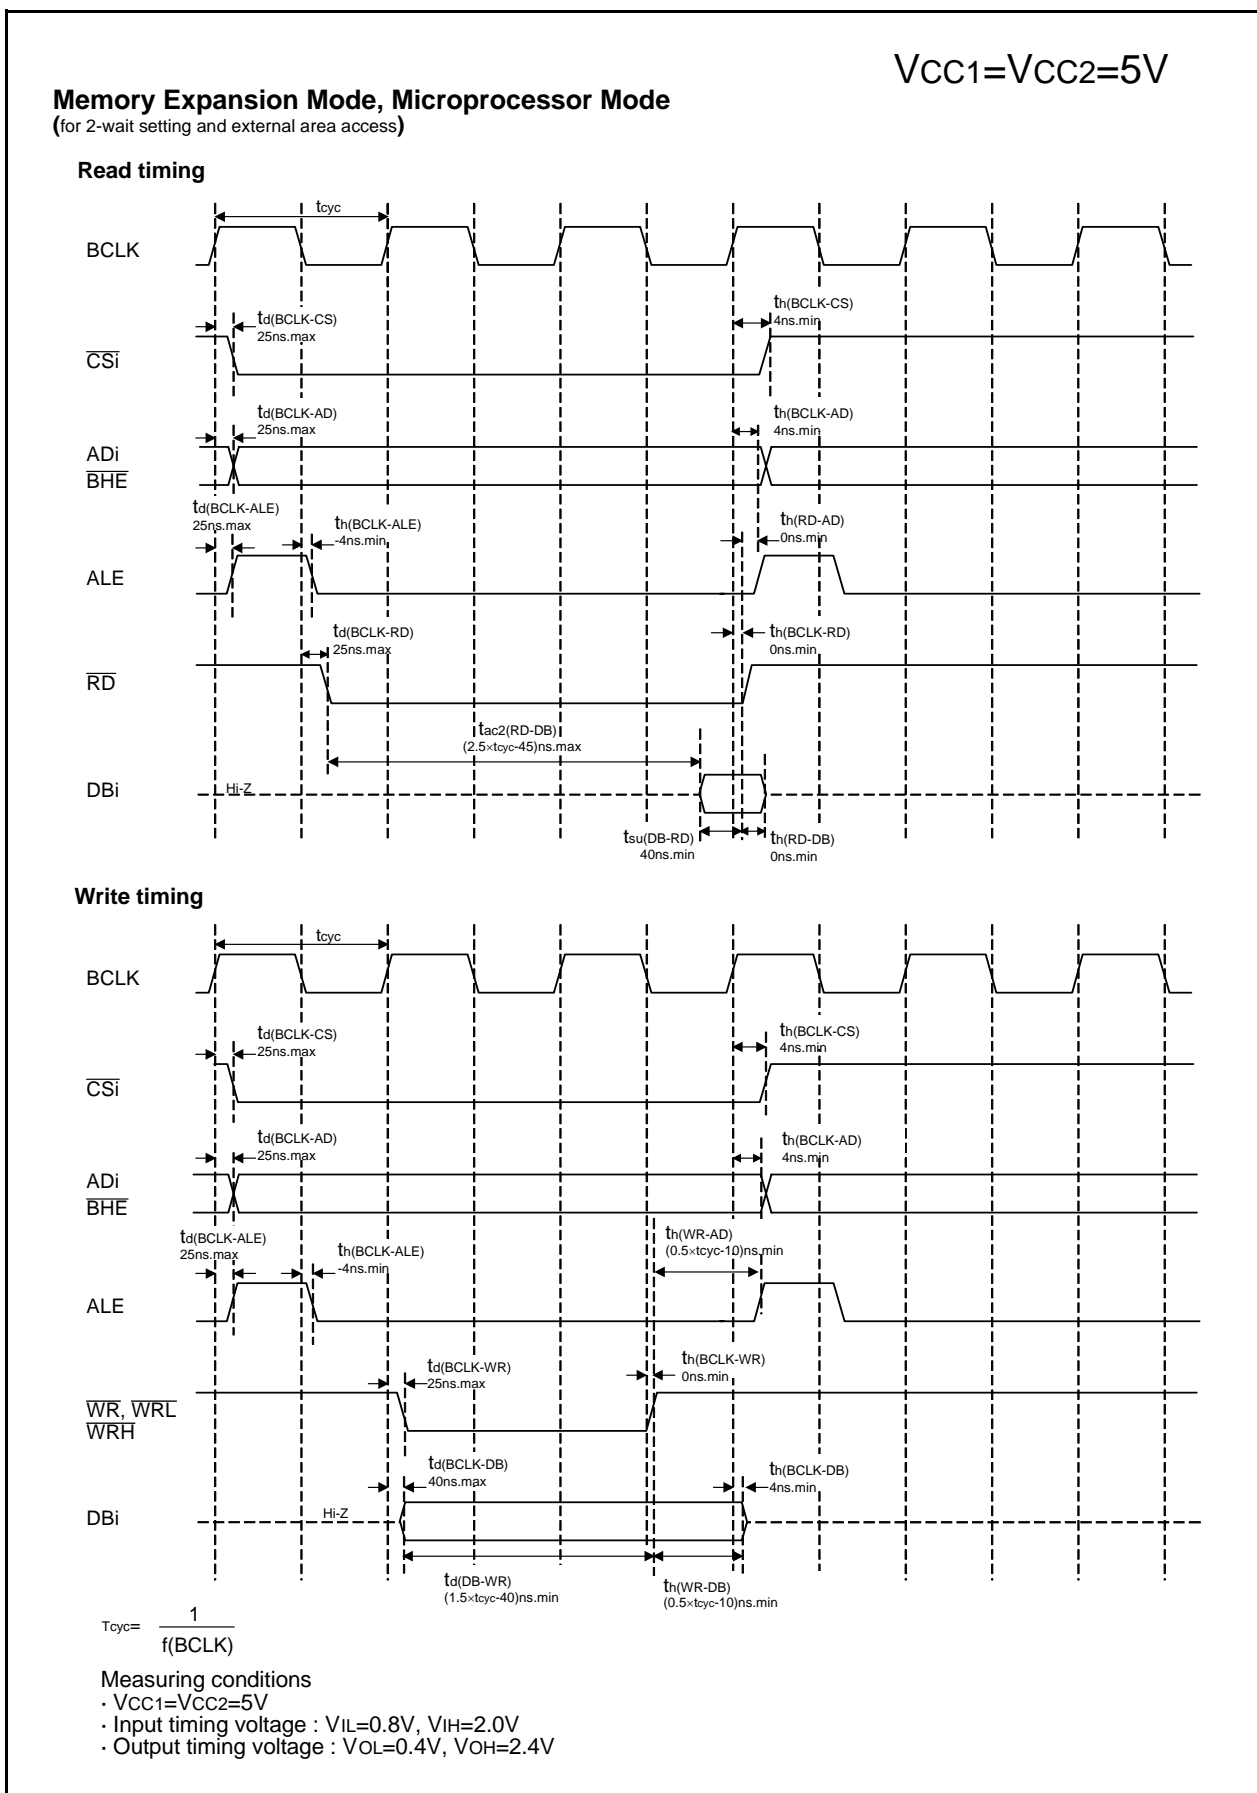 VCC1=VCC2=5V
Memory Expansion Mode, Microprocessor Mode
(for 2-wait setting and external area access)
Read timing
tcyc
BCLK
td(BCLK-CS)
25ns.max
th(BCLK-CS)
4ns.min
CSi
td(BCLK-AD)
25ns.max
th(BCLK-AD)
4ns.min
ADi
BHE
td(BCLK-ALE)
25ns.max
th(BCLK-ALE)
-4ns.min
th(RD-AD)
0ns.min
ALE
td(BCLK-RD)
25ns.max
th(BCLK-RD)
0ns.min
RD
tac2(RD-DB)
(2.5×tcyc-45)ns.max
DBi
Hi-Z
tsu(DB-RD)
40ns.min
th(RD-DB)
0ns.min
Write timing
tcyc
BCLK
td(BCLK-CS)
25ns.max
th(BCLK-CS)
4ns.min
CSi
td(BCLK-AD)
25ns.max
th(BCLK-AD)
4ns.min
ADi
BHE
td(BCLK-ALE)
25ns.max
th(BCLK-ALE)
-4ns.min
th(WR-AD)
(0.5×tcyc-10)ns.min
ALE
td(BCLK-WR)
25ns.max
th(BCLK-WR)
0ns.min
WR, WRL
WRH
td(BCLK-DB)
40ns.max
th(BCLK-DB)
4ns.min
DBi
Hi-Z
td(DB-WR)
(1.5×tcyc-40)ns.min
th(WR-DB)
(0.5×tcyc-10)ns.min
Tcyc= 1
f(BCLK)
Measuring conditions
· VCC1=VCC2=5V
· Input timing voltage : VIL=0.8V, VIH=2.0V
· Output timing voltage : VOL=0.4V, VOH=2.4V